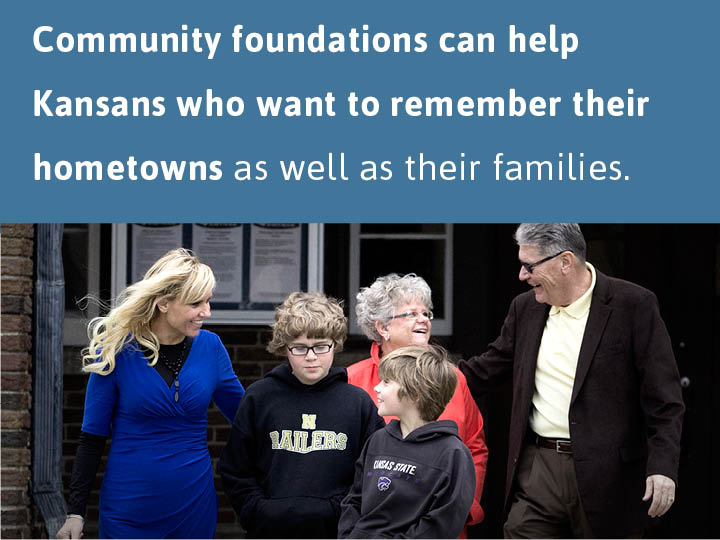 Community foundations can help
Kansans who want to remember their
hometowns as well as their families.
N
RAILERS
KANSAS STATE